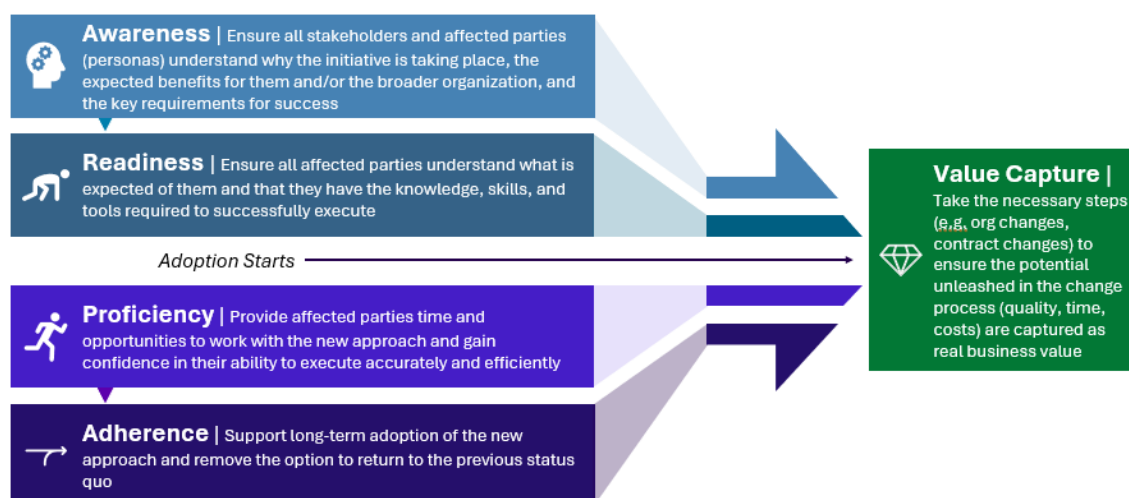 Awareness | Ensure all stakeholders and affected parties
(personas) understand why the initiative is taking place, the
expected benefits for them and/or the broader organization, and
the key requirements for success
Readiness | Ensure all affected parties understand what is
expected of them and that they have the knowledge, skills, and
tools required to successfully execute
Adoption Starts
Proficiency | Provide affected parties time and
opportunities to work with the new approach and gain
confidence in their ability to execute accurately and efficiently
Adherence | Support long-term adoption of the new
approach and remove the option to return to the previous status
quo
Value Capture |
Take the necessary steps
(e.g. org changes,
contract changes) to
ensure the potential
unleashed in the change
process (quality, time,
costs) are captured as
real business value